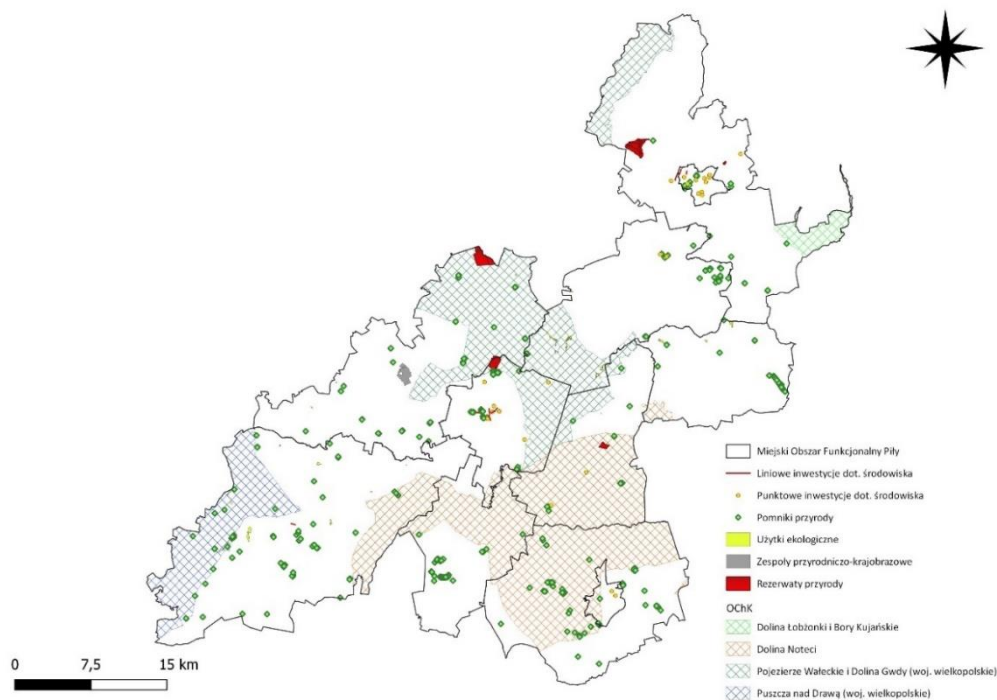 Miejski Obszar Funkcjonalny Piły
Liniowe inwestycje dot. środowiska
Punktowe inwestycje dot. środowiska
Pomniki przyrody
Użytki ekologiczne
Zespoły przyrodniczo-krajobrazowe
Rezerwaty przyrody
OChK
Dolina Łobżonki i Bory Kujańskie
Dolina Noteci
Pojezierze Wałeckie i Dolina Gwdy (woj. wielkopolskie)
Puszcza nad Drawą (woj. wielkopolskie)
0 7,5 15 km